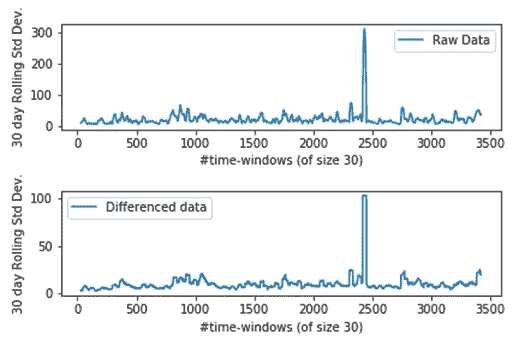 30 day Rolling Std Dev.
300
200
100
0
Raw Data
0 500 1000 1500 2000 2500 3000 3500
#time-windows (of size 30)
30 day Rolling Std Dev.
100
50
0
Differenced data
0 500 1000 1500 2000 2500 3000 3500
#time-windows (of size 30)